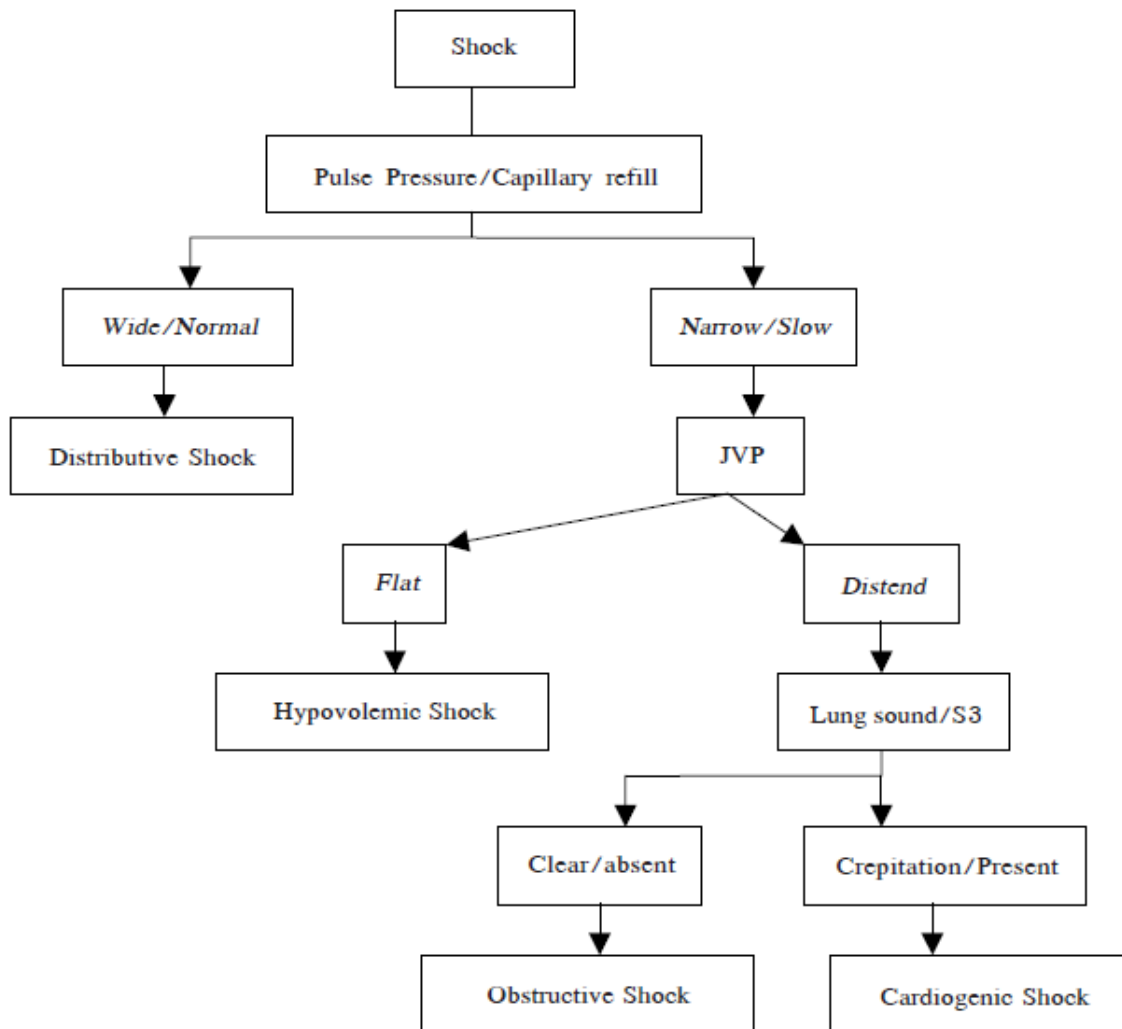 Shock
Pulse Pressure/Capillary refill
Wide/Normal
Narrow/Slow
Distributive Shock
JVP
Flat
Distend
Hypovolemic Shock
Lung sound/S3
Clear/absent
Crepitation/Present
Obstructive Shock
Cardiogenic Shock